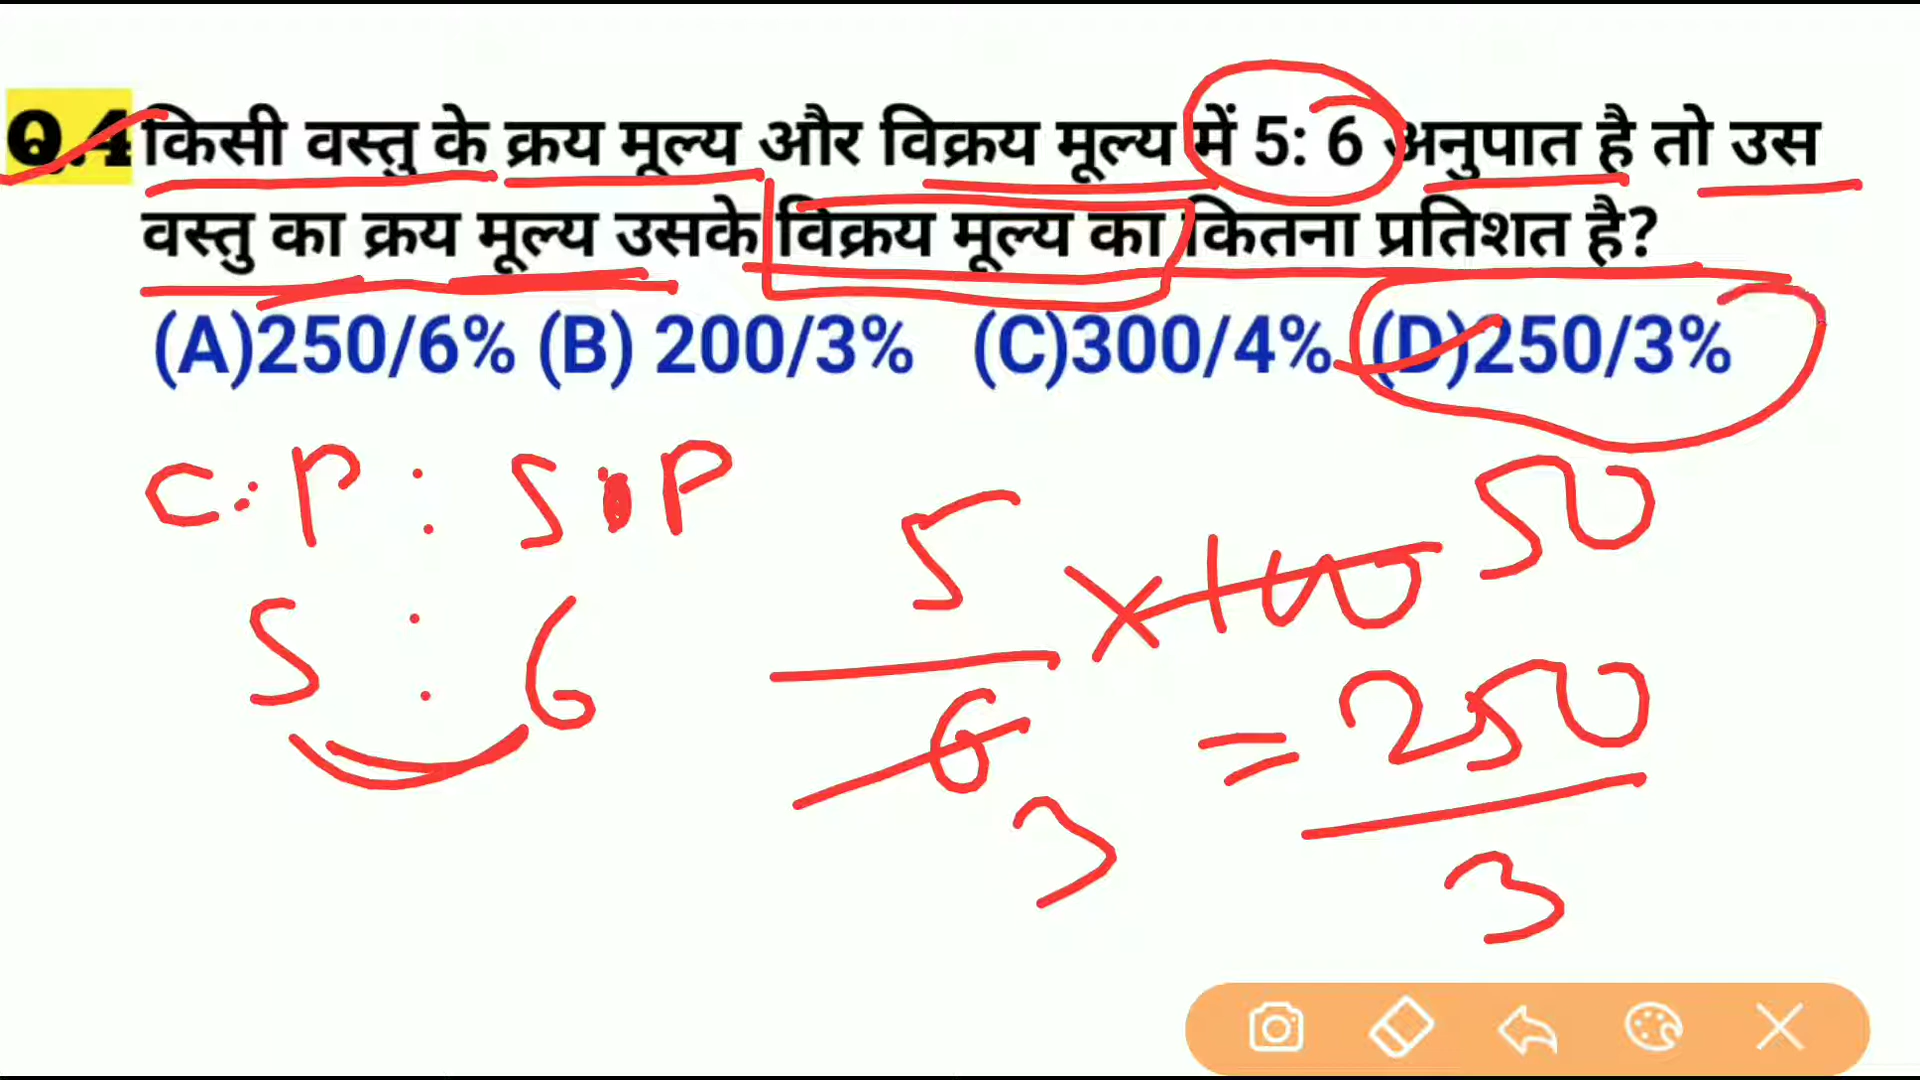 Q.4 किसी वस्तु के क्रय मूल्य और विक्रय मूल्य में 5: 6 अनुपात है तो उस
वस्तु का क्रय मूल्य उसके विक्रय मूल्य का कितना प्रतिशत है?
(A)250/6% (B) 200/3% (C)300/4% (D)250/3%
C.P : S.P
5 : 6
5
×100 50
6
3
= 250
3